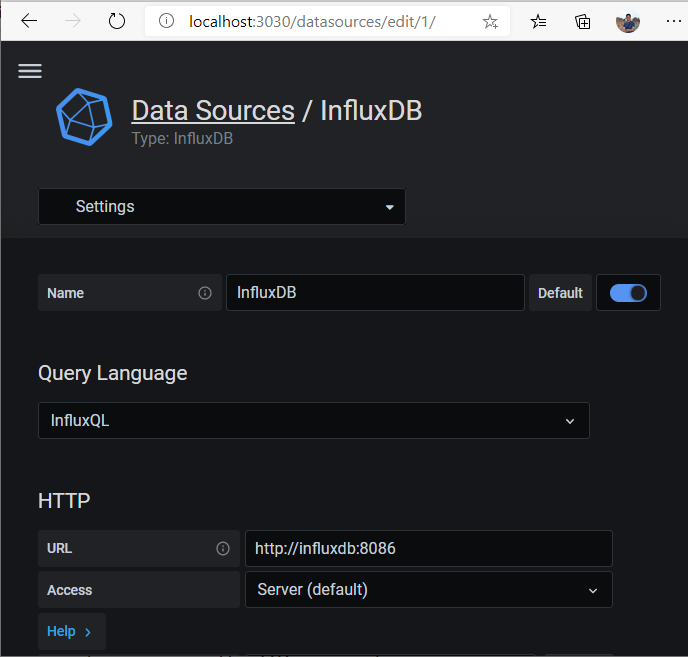 localhost:3030/datasources/edit/1/
Data Sources / InfluxDB
Type: InfluxDB
Settings
Name InfluxDB Default
Query Language
InfluxQL
HTTP
URL http://influxdb:8086
Access Server (default)
Help